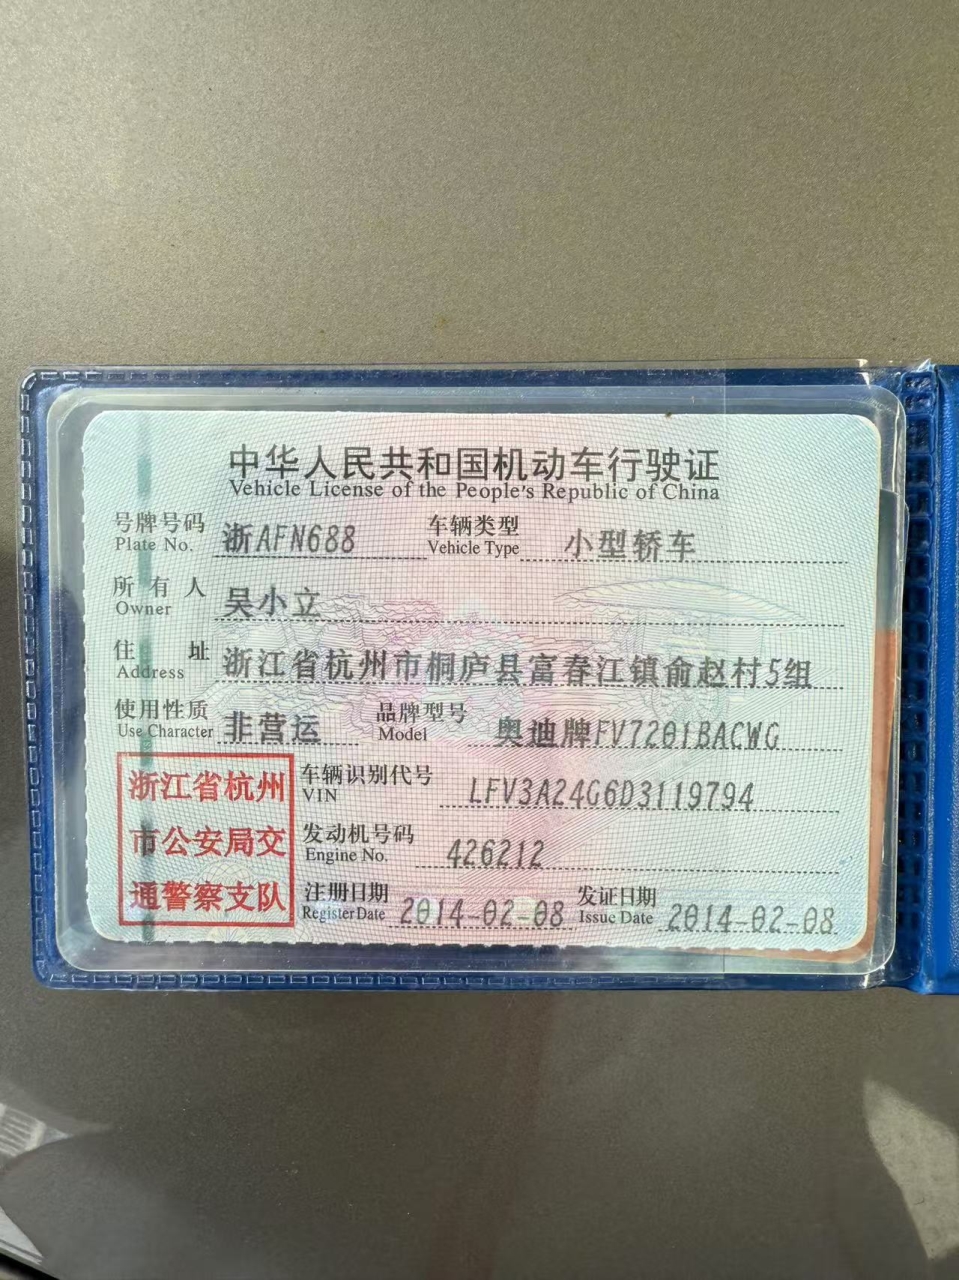 中华人民共和国机动车行驶证
Vehicle License of the People's Republic of China
号牌号码 浙AFN688 车辆类型 小型轿车
Plate No. Vehicle Type
所有人 吴小立
Owner
住址 浙江省杭州市桐庐县富春江镇俞赵村5组
Address
使用性质 非营运 品牌型号 奥迪牌FV7201BACWG
Use Character Model
浙江省杭州
市公安局交
通警察支队
车辆识别代号 LFV3A24G6D3119794
VIN
发动机号码 426212
Engine No.
注册日期 2014-02-08 发证日期 2014-02-08
Register Date Issue Date